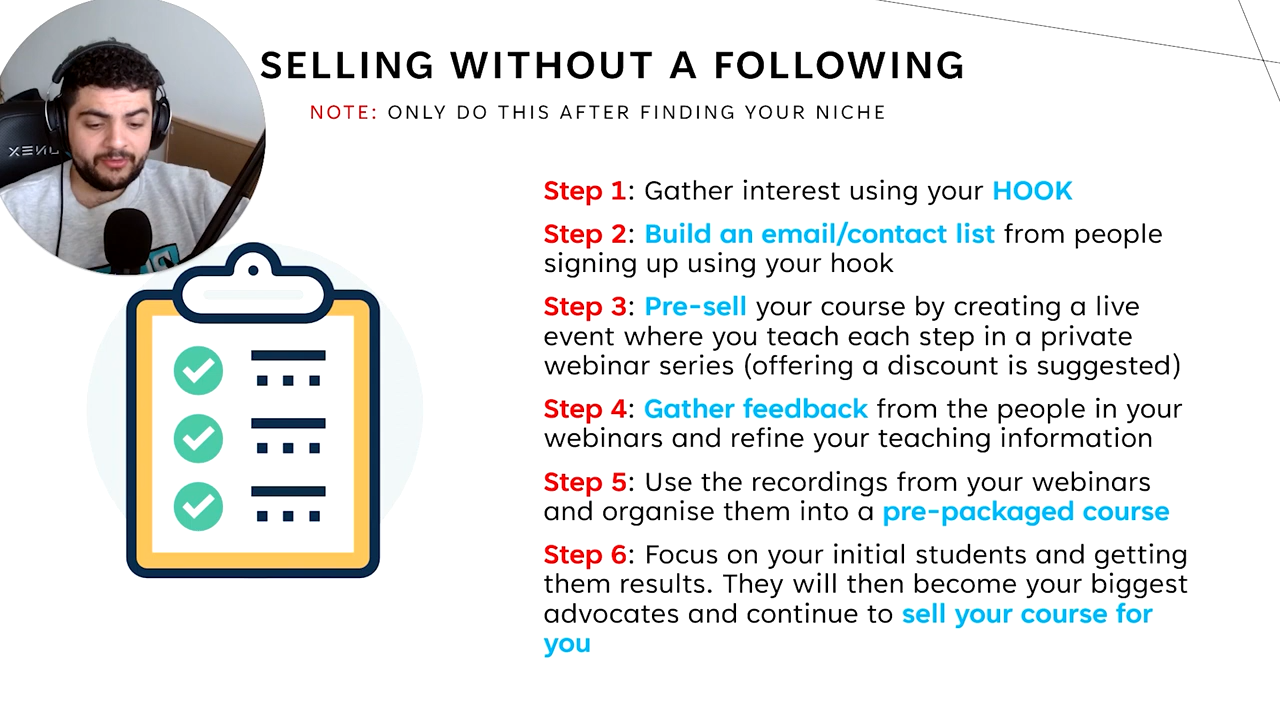 SELLING WITHOUT A FOLLOWING
NOTE: ONLY DO THIS AFTER FINDING YOUR NICHE
Step 1: Gather interest using your HOOK
Step 2: Build an email/contact list from people
signing up using your hook
Step 3: Pre-sell your course by creating a live
event where you teach each step in a private
webinar series (offering a discount is suggested)
Step 4: Gather feedback from the people in your
webinars and refine your teaching information
Step 5: Use the recordings from your webinars
and organise them into a pre-packaged course
Step 6: Focus on your initial students and getting
them results. They will then become your biggest
advocates and continue to sell your course for
you